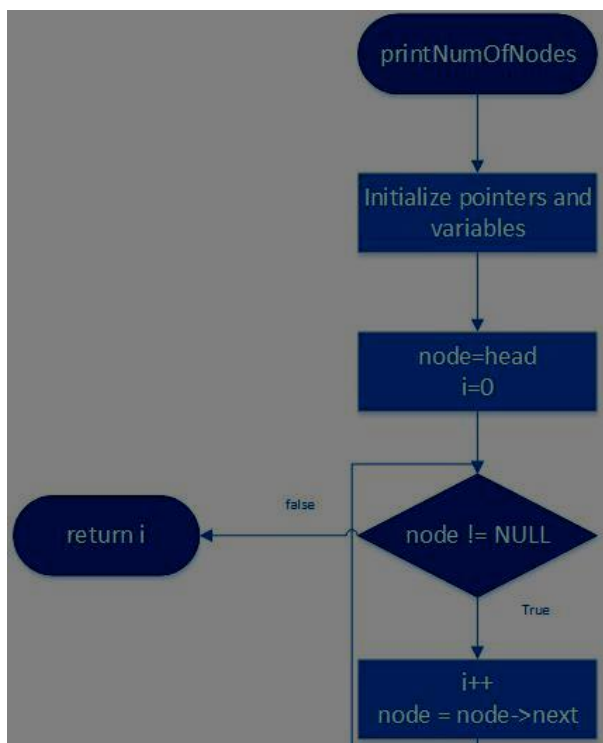 printNumOfNodes
Initialize pointers and
variables
node=head
i=0
false
return i
node != NULL
True
i++
node = node->next